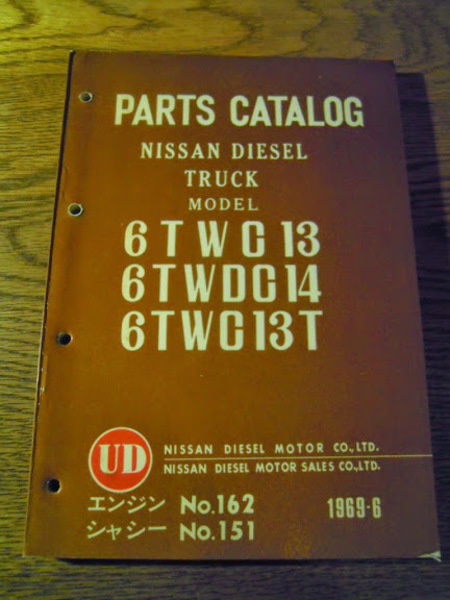 PARTS CATALOG
NISSAN DIESEL
TRUCK
MODEL
6TWC13
6TWDC14
6TWC13T
UD
NISSAN DIESEL MOTOR CO.,LTD.
NISSAN DIESEL MOTOR SALES CO.,LTD.
エンジン No.162
シャシー No.151
1969·6